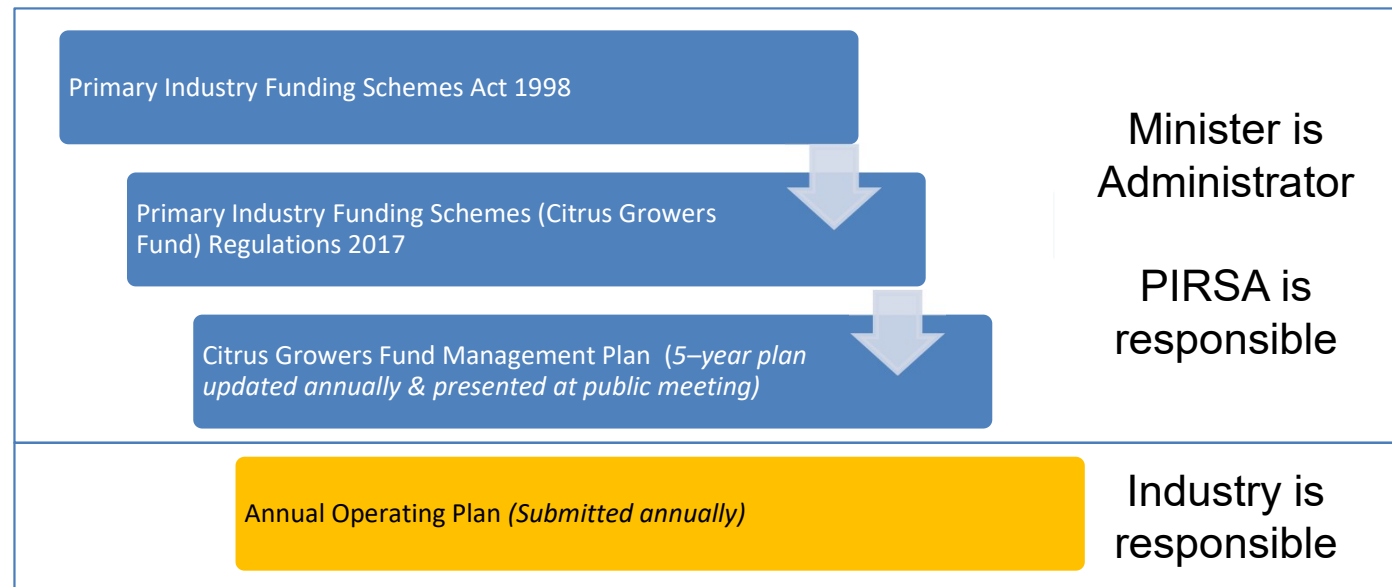 Primary Industry Funding Schemes Act 1998
Primary Industry Funding Schemes (Citrus Growers
Fund) Regulations 2017
Citrus Growers Fund Management Plan  (5–year plan
updated annually & presented at public meeting)
Minister is
Administrator
PIRSA is
responsible
Annual Operating Plan (Submitted annually)
Industry is
responsible